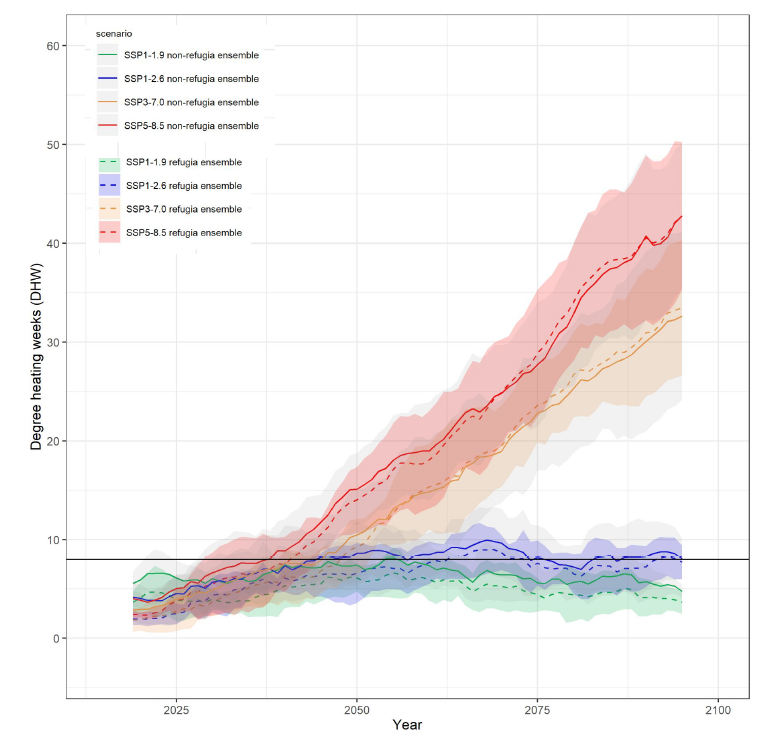 scenario
SSP1-1.9 non-refugia ensemble
SSP1-2.6 non-refugia ensemble
SSP3-7.0 non-refugia ensemble
SSP5-8.5 non-refugia ensemble
SSP1-1.9 refugia ensemble
SSP1-2.6 refugia ensemble
SSP3-7.0 refugia ensemble
SSP5-8.5 refugia ensemble
Degree heating weeks (DHW)
60
50
40
30
20
10
0
2025 2050 2075 2100
Year